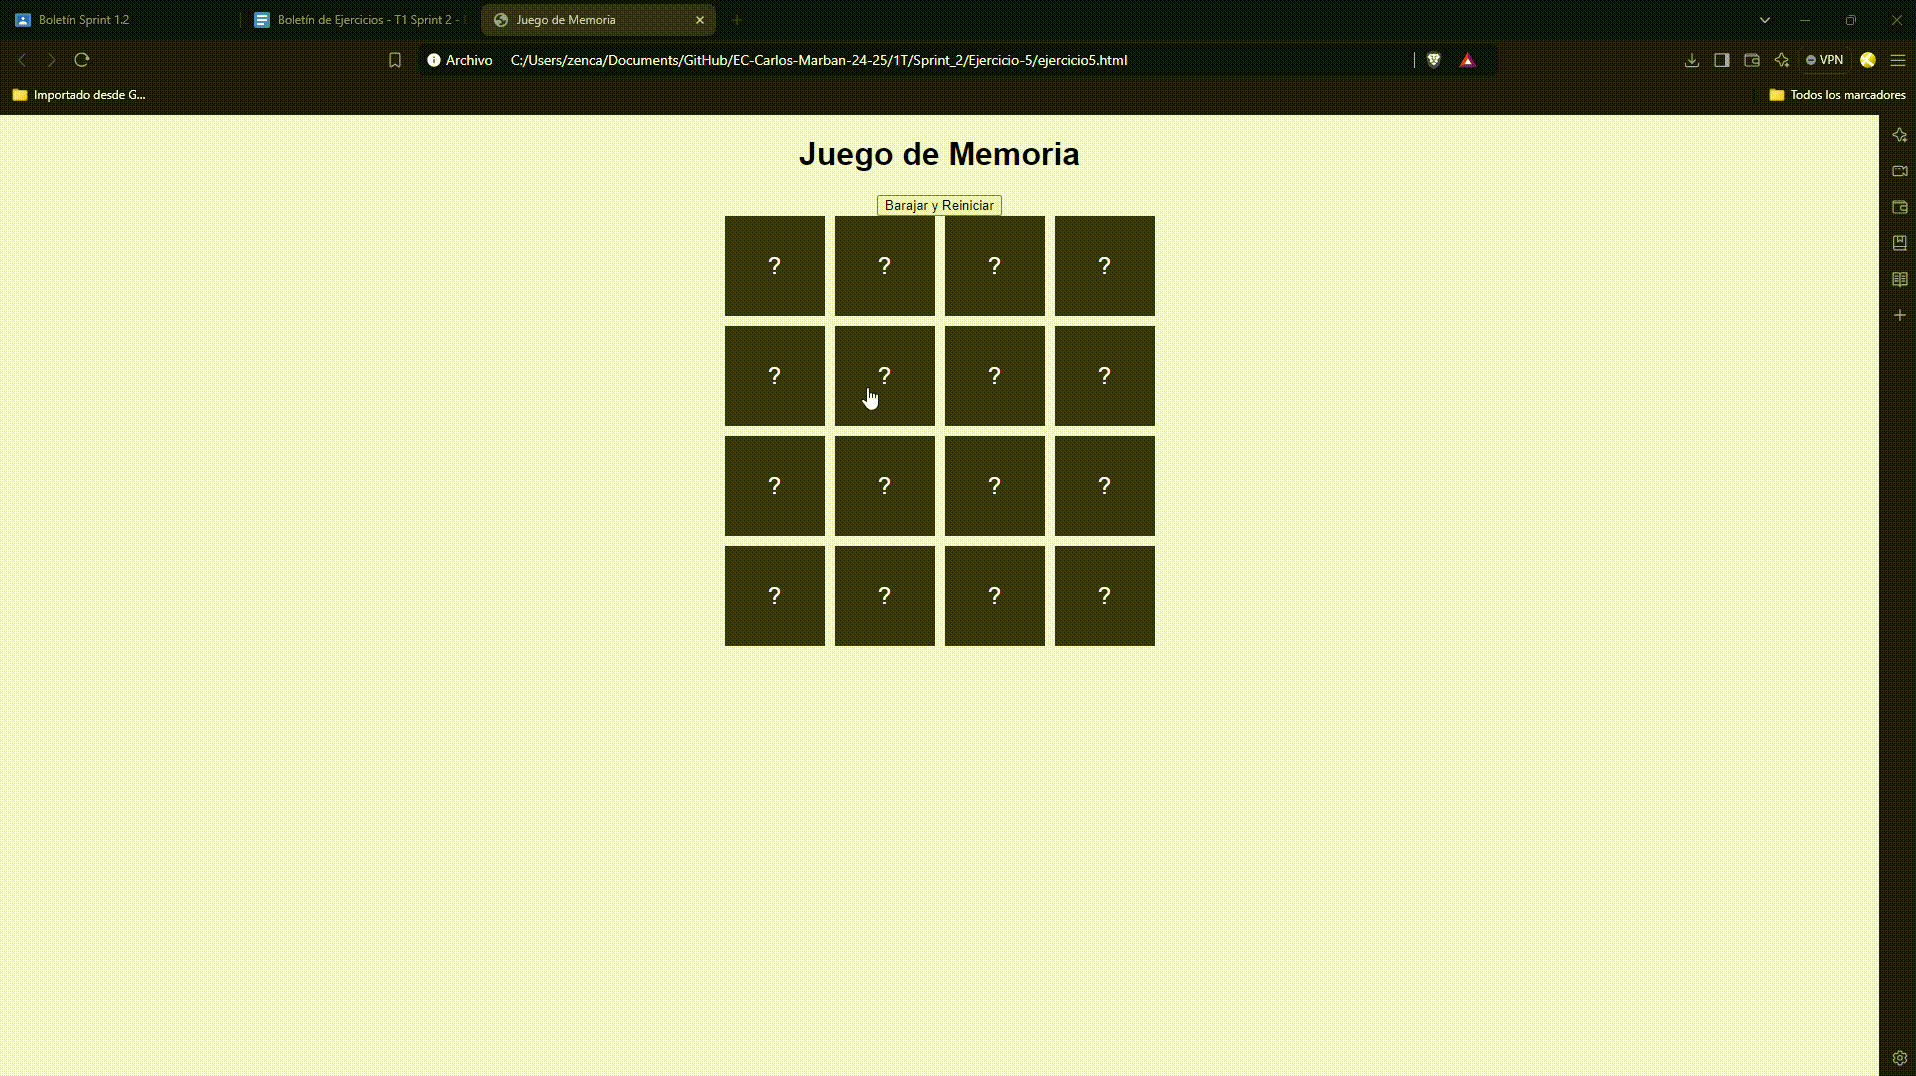 Boletín Sprint 1.2
Boletín de Ejercicios - T1 Sprint 2 -
Juego de Memoria
Archivo C:/Users/zenca/Documents/GitHub/EC-Carlos-Marban-24-25/1T/Sprint_2/Ejercicio-5/ejercicio5.html
VPN
Importado desde G...
Todos los marcadores
Juego de Memoria
Barajar y Reiniciar
? ? ? ?
? ? ? ?
? ? ? ?
? ? ? ?